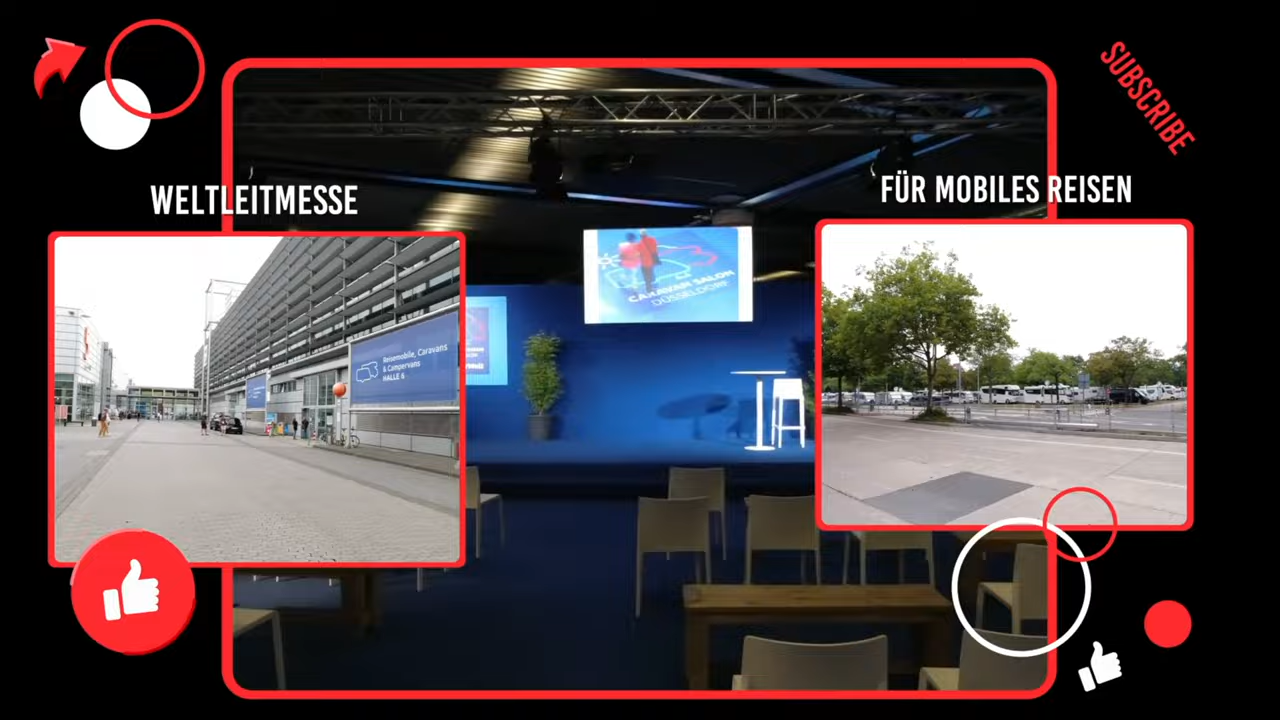 SUBSCRIBE
WELTLEITMESSE
FÜR MOBILES REISEN
CARAVAN SALON
DÜSSELDORF
Reisemobile, Caravans
& Campervans
HALLE 6